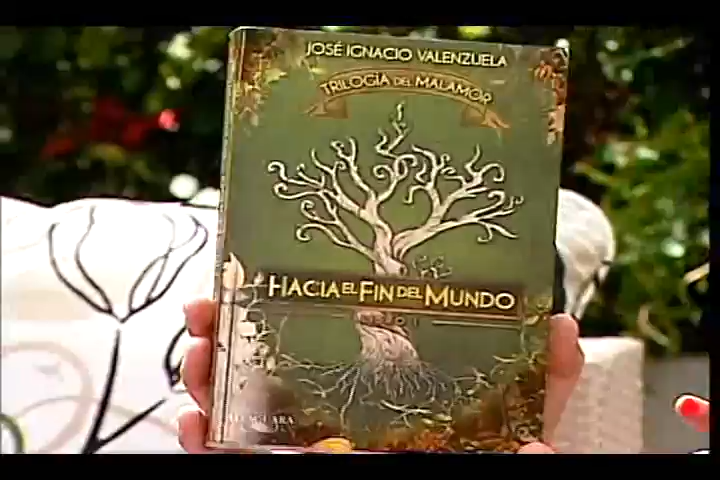 JOSÉ IGNACIO VALENZUELA
TRILOGÍA DEL MALAMOR
HACIA EL FIN DEL MUNDO